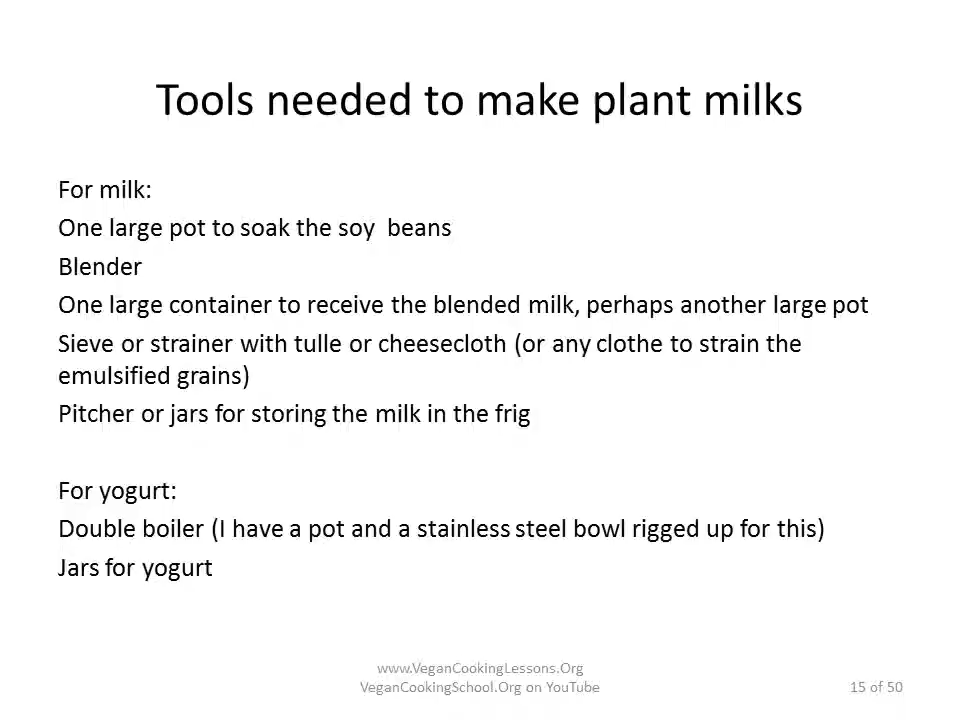 Tools needed to make plant milks
For milk:
One large pot to soak the soy  beans
Blender
One large container to receive the blended milk, perhaps another large pot
Sieve or strainer with tulle or cheesecloth (or any clothe to strain the
emulsified grains)
Pitcher or jars for storing the milk in the frig
For yogurt:
Double boiler (I have a pot and a stainless steel bowl rigged up for this)
Jars for yogurt
www.VeganCookingLessons.Org
VeganCookingSchool.Org on YouTube
15 of 50